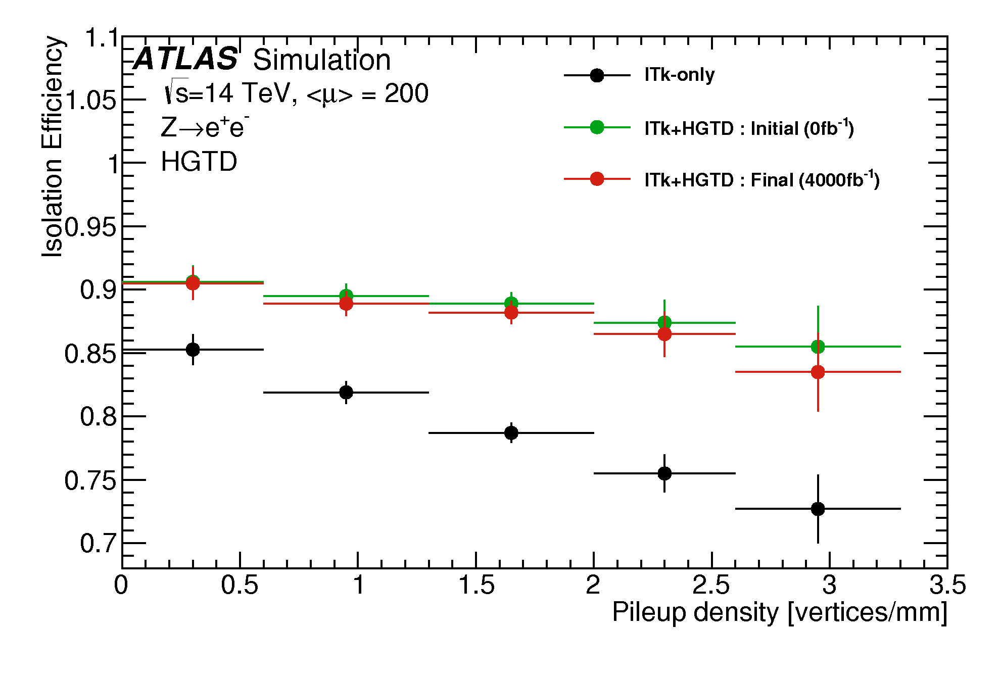 ATLAS Simulation
√s=14 TeV, <μ> = 200
Z→e⁺e⁻
HGTD
ITk-only
ITk+HGTD : Initial (0fb⁻¹)
ITk+HGTD : Final (4000fb⁻¹)
Isolation Efficiency
1.1
1.05
1
0.95
0.9
0.85
0.8
0.75
0.7
0 0.5 1 1.5 2 2.5 3 3.5
Pileup density [vertices/mm]